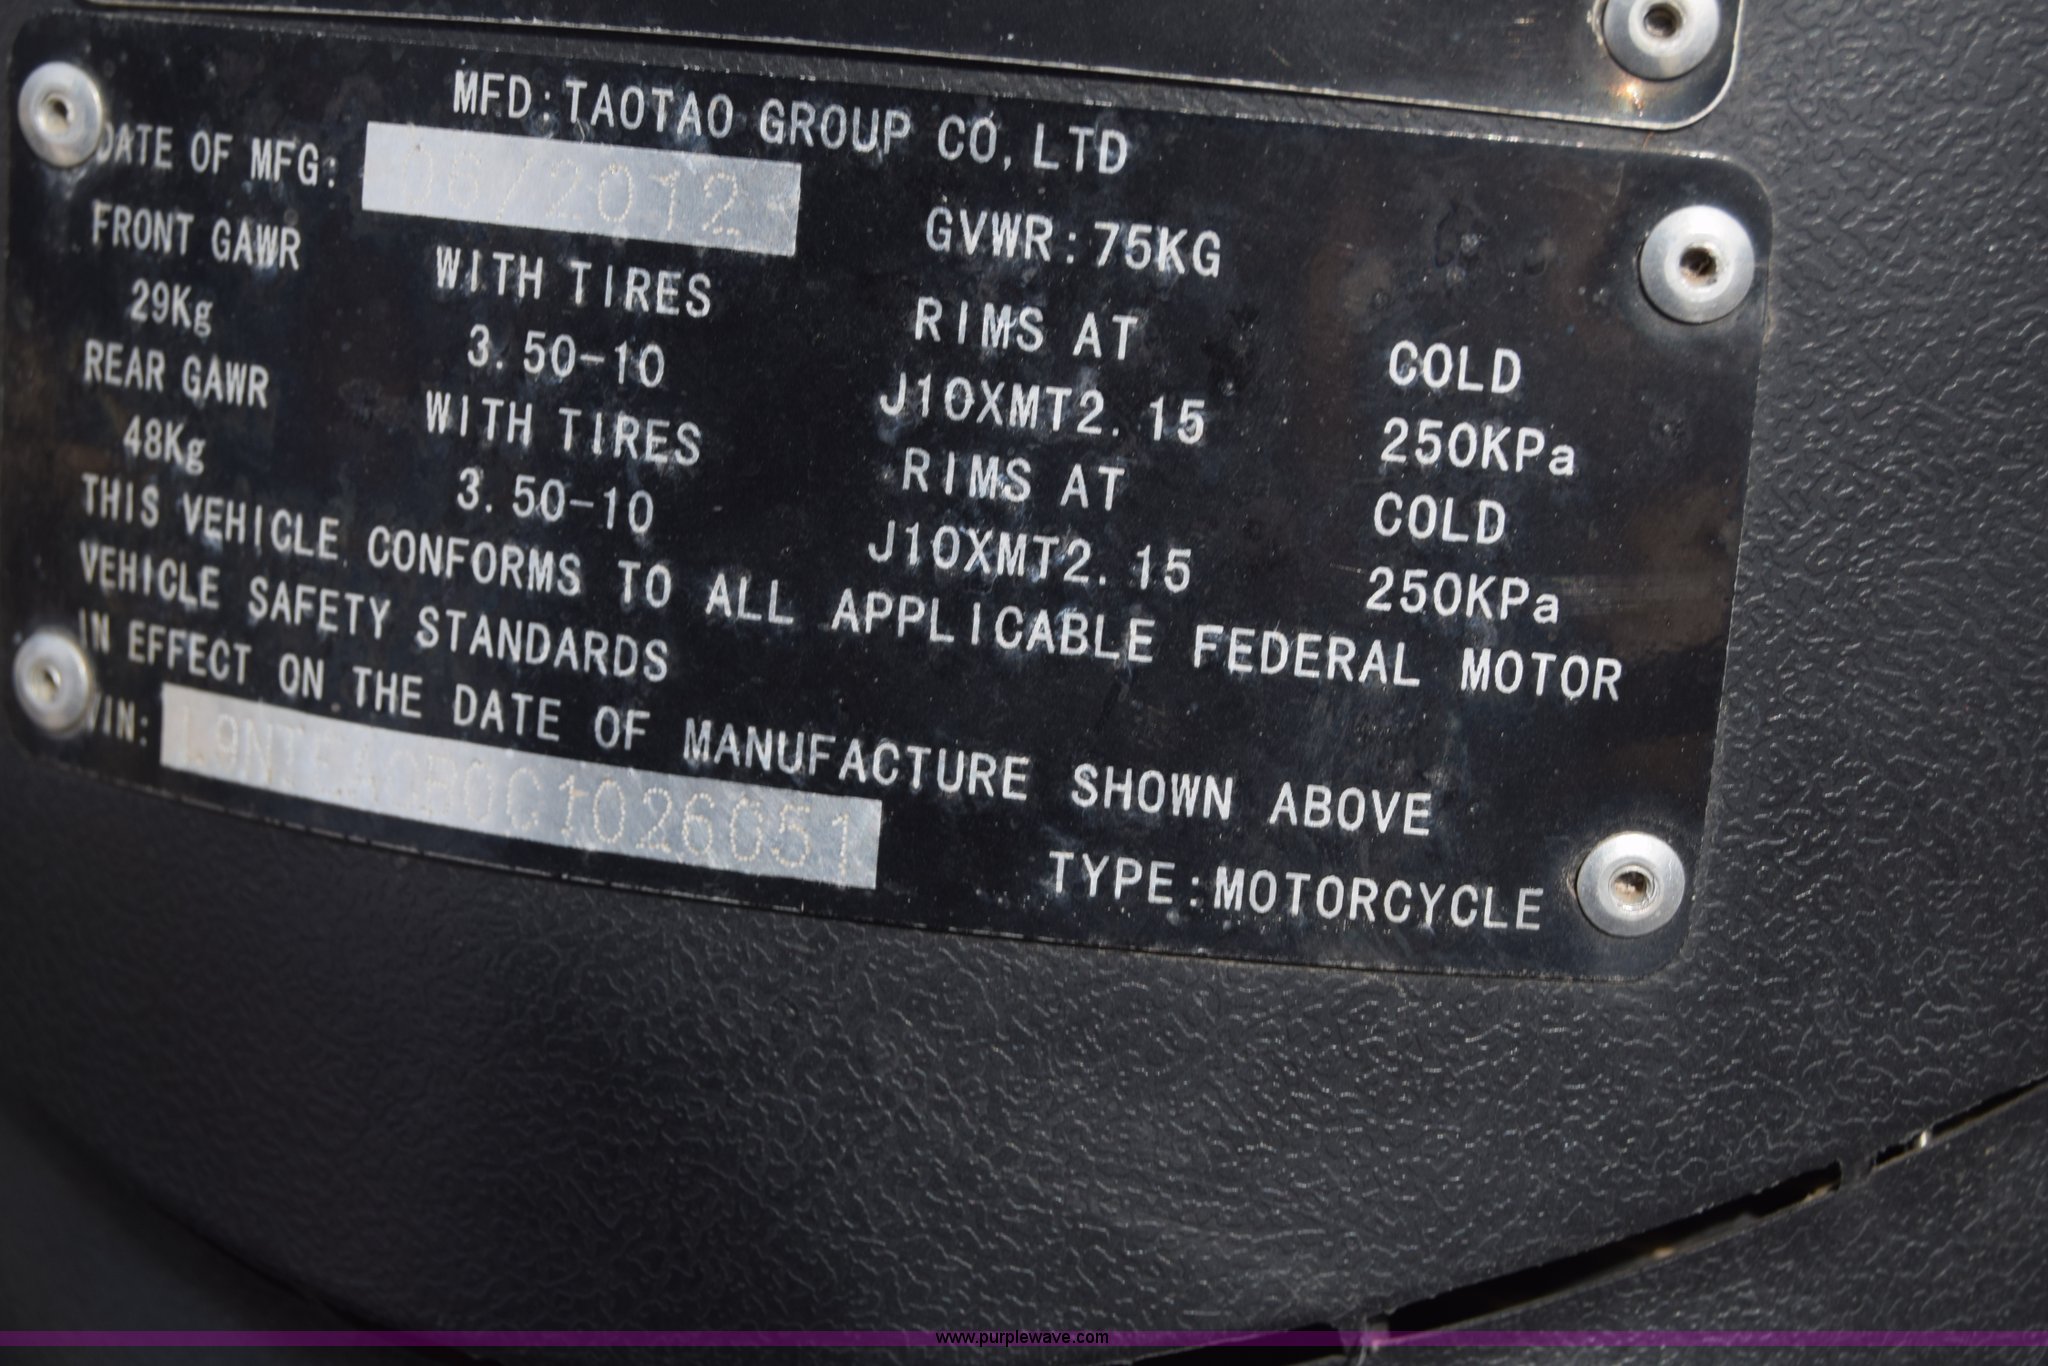 MFD:TAOTAO GROUP CO,LTD
DATE OF MFG: 06/2012
GVWR:75KG
FRONT GAWR WITH TIRES RIMS AT COLD
29Kg 3.50-10 J10XMT2.15 250KPa
REAR GAWR WITH TIRES RIMS AT COLD
48Kg 3.50-10 J10XMT2.15 250KPa
THIS VEHICLE CONFORMS TO ALL APPLICABLE FEDERAL MOTOR
VEHICLE SAFETY STANDARDS
IN EFFECT ON THE DATE OF MANUFACTURE SHOWN ABOVE
VIN:
TYPE:MOTORCYCLE
www.purplewave.com